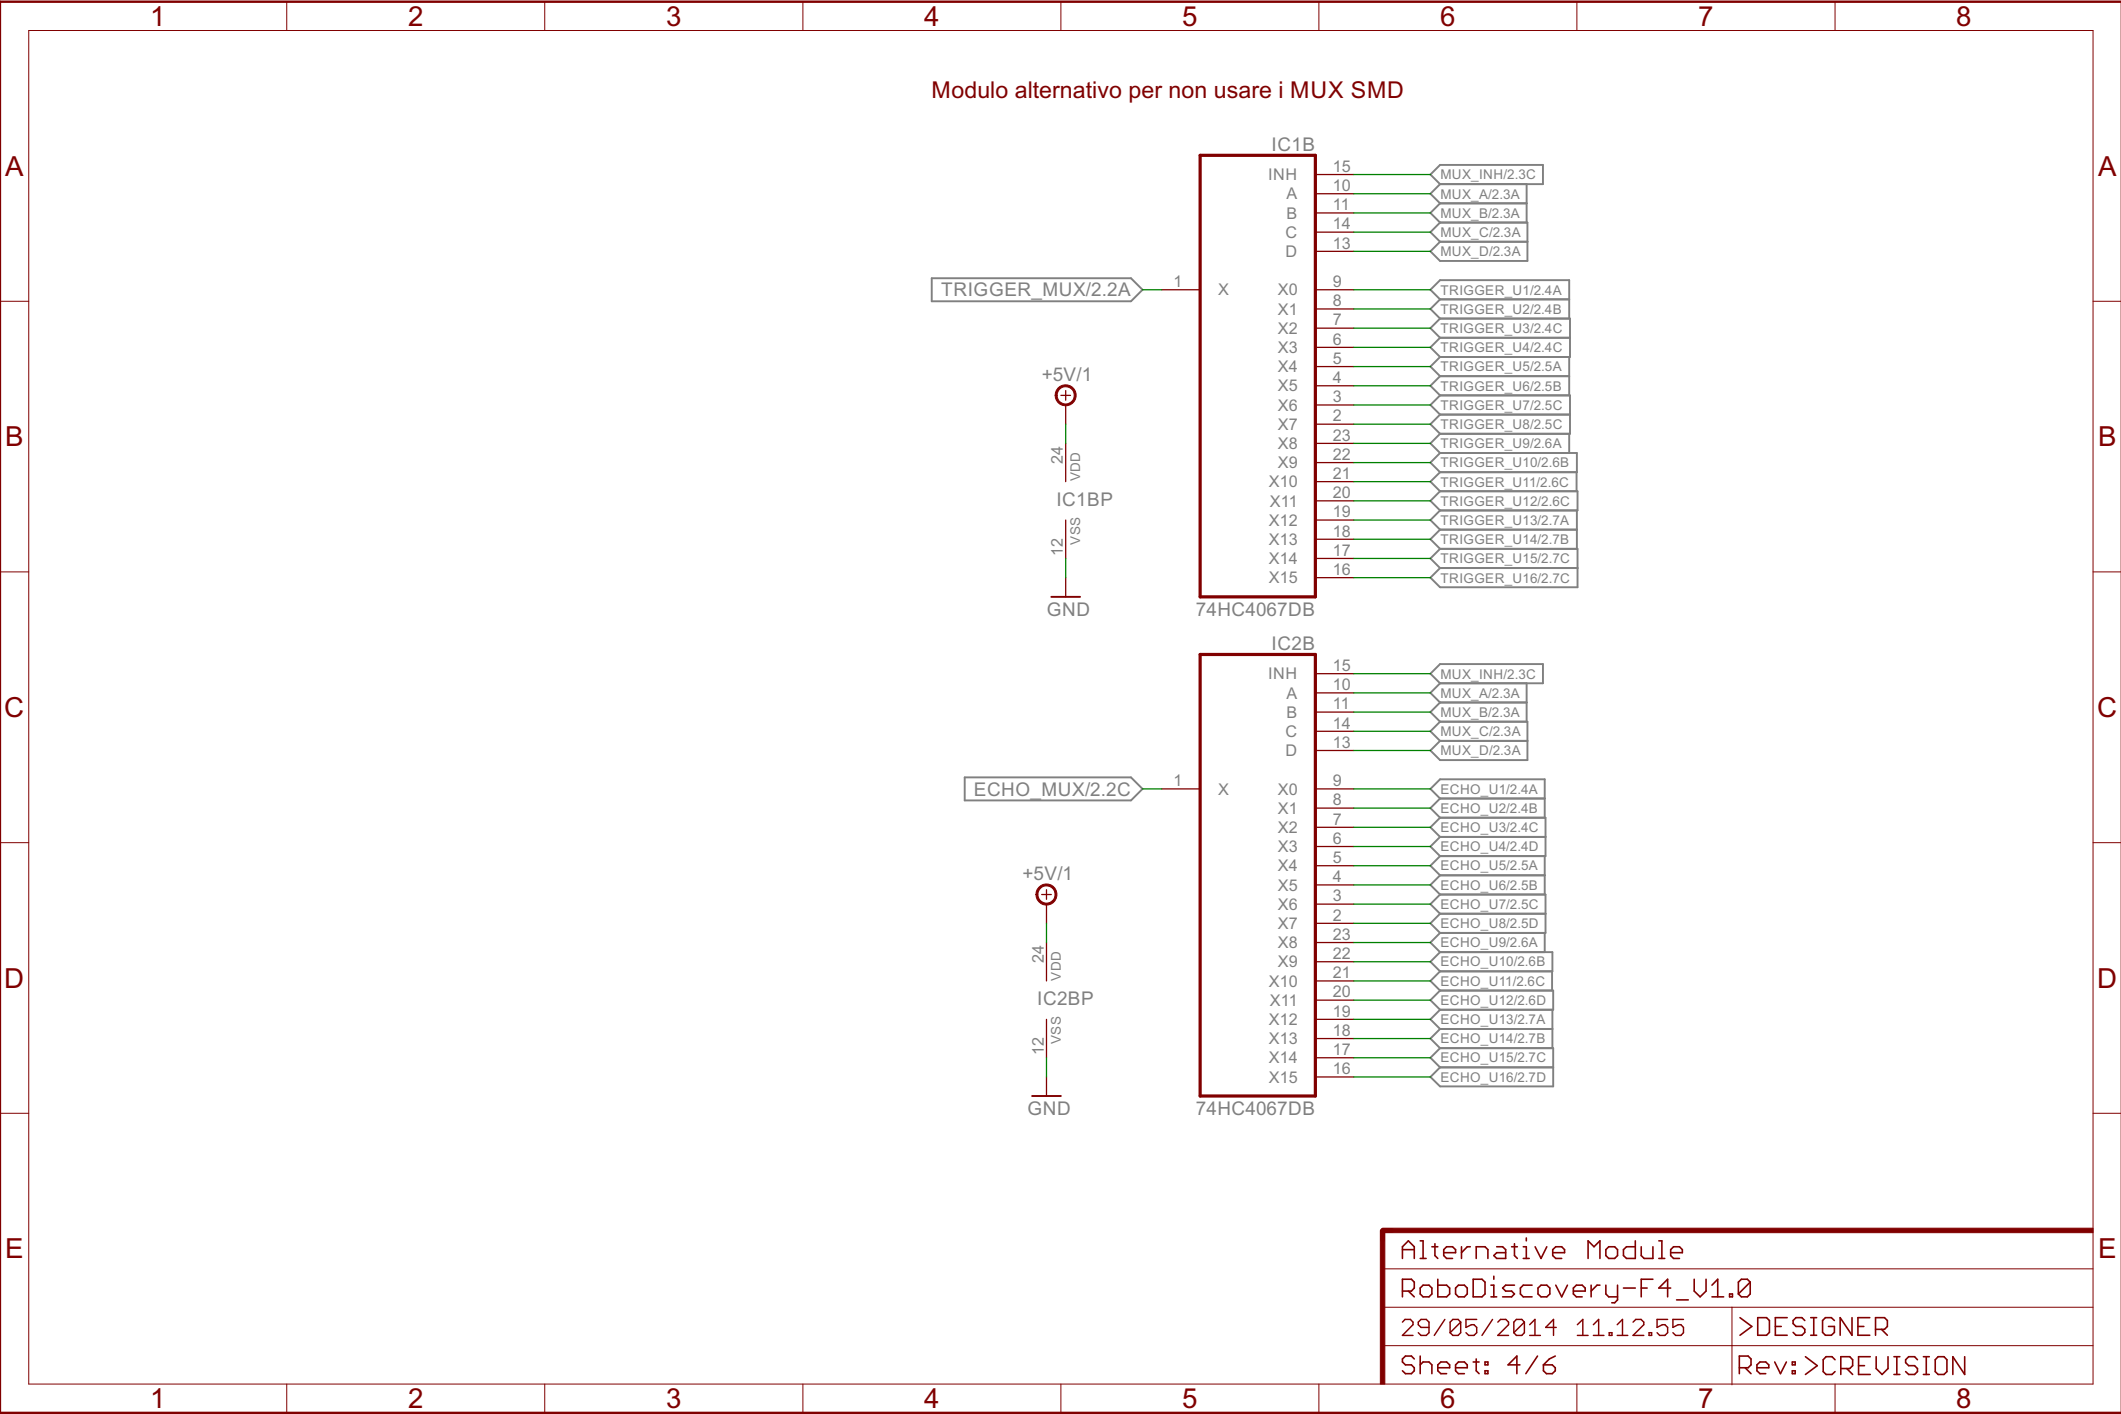 1 2 3 4 5 6 7 8
Modulo alternativo per non usare i MUX SMD
A A
B B
C C
D D
E E
IC1B
INH 15 MUX_INH/2.3C
A 10 MUX_A/2.3A
B 11 MUX_B/2.3A
C 14 MUX_C/2.3A
D 13 MUX_D/2.3A
TRIGGER_MUX/2.2A 1 X X0 9 TRIGGER_U1/2.4A
X1 8 TRIGGER_U2/2.4B
X2 7 TRIGGER_U3/2.4C
X3 6 TRIGGER_U4/2.4C
X4 5 TRIGGER_U5/2.5A
X5 4 TRIGGER_U6/2.5B
X6 3 TRIGGER_U7/2.5C
X7 2 TRIGGER_U8/2.5C
X8 23 TRIGGER_U9/2.6A
X9 22 TRIGGER_U10/2.6B
X10 21 TRIGGER_U11/2.6C
X11 20 TRIGGER_U12/2.6C
X12 19 TRIGGER_U13/2.7A
X13 18 TRIGGER_U14/2.7B
X14 17 TRIGGER_U15/2.7C
X15 16 TRIGGER_U16/2.7C
74HC4067DB
+5V/1
24 VDD
IC1BP
12 VSS
GND
IC2B
INH 15 MUX_INH/2.3C
A 10 MUX_A/2.3A
B 11 MUX_B/2.3A
C 14 MUX_C/2.3A
D 13 MUX_D/2.3A
ECHO_MUX/2.2C 1 X X0 9 ECHO_U1/2.4A
X1 8 ECHO_U2/2.4B
X2 7 ECHO_U3/2.4C
X3 6 ECHO_U4/2.4D
X4 5 ECHO_U5/2.5A
X5 4 ECHO_U6/2.5B
X6 3 ECHO_U7/2.5C
X7 2 ECHO_U8/2.5D
X8 23 ECHO_U9/2.6A
X9 22 ECHO_U10/2.6B
X10 21 ECHO_U11/2.6C
X11 20 ECHO_U12/2.6D
X12 19 ECHO_U13/2.7A
X13 18 ECHO_U14/2.7B
X14 17 ECHO_U15/2.7C
X15 16 ECHO_U16/2.7D
74HC4067DB
+5V/1
24 VDD
IC2BP
12 VSS
GND
Alternative Module
RoboDiscovery-F4_V1.0
29/05/2014 11.12.55 >DESIGNER
Sheet: 4/6 Rev:>CREVISION
1 2 3 4 5 6 7 8